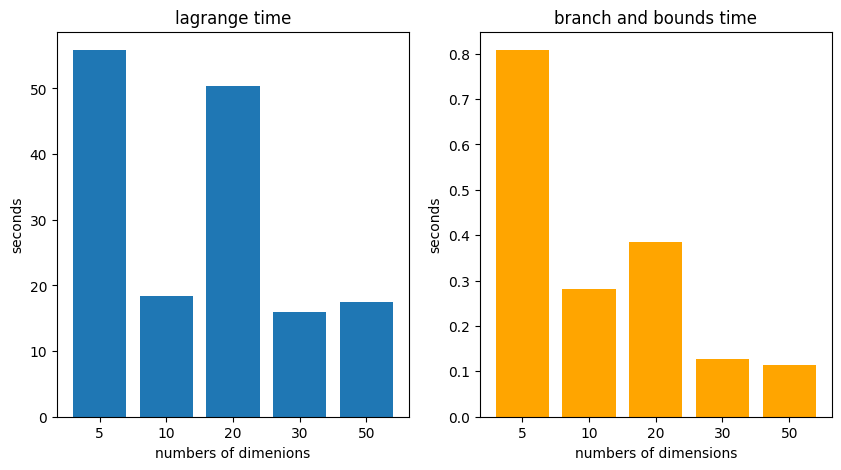 lagrange time
seconds
50
40
30
20
10
0
5 10 20 30 50
numbers of dimenions
branch and bounds time
seconds
0.8
0.7
0.6
0.5
0.4
0.3
0.2
0.1
0.0
5 10 20 30 50
numbers of dimensions